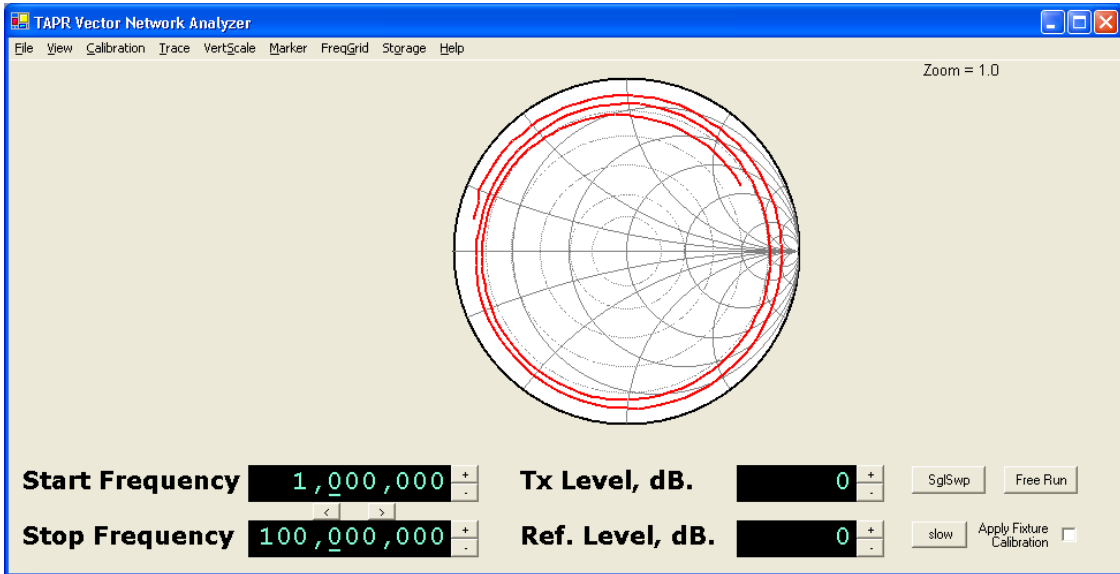 TAPR Vector Network Analyzer
File View Calibration Trace VertScale Marker FreqGrid Storage Help
Zoom = 1.0
Start Frequency 1,000,000 + -
Tx Level, dB. 0 + -
SglSwp Free Run
< >
Stop Frequency 100,000,000 + -
Ref. Level, dB. 0 + -
slow
Apply Fixture
Calibration